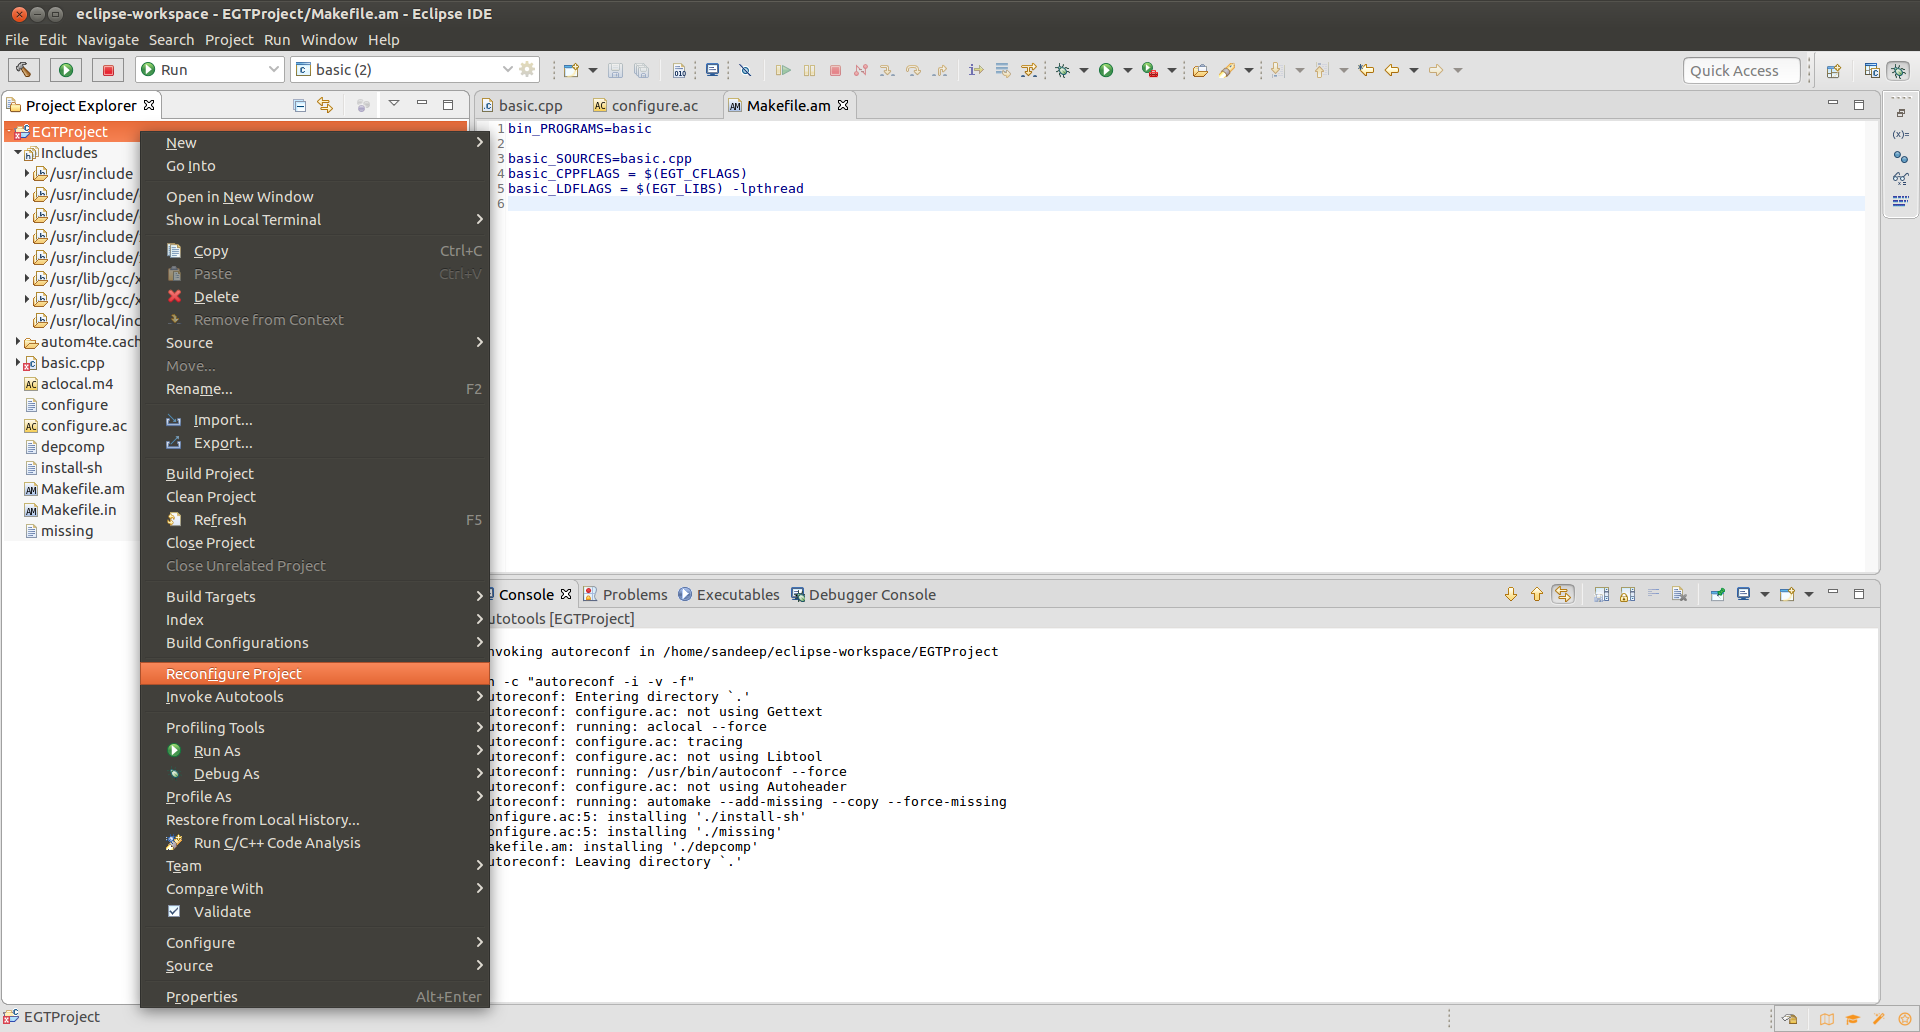 eclipse-workspace - EGTProject/Makefile.am - Eclipse IDE
File Edit Navigate Search Project Run Window Help
Run
basic (2)
Quick Access
Project Explorer
EGTProject
Includes
/usr/include
/usr/include/
/usr/include/
/usr/include/
/usr/include/
/usr/lib/gcc/x
/usr/lib/gcc/x
/usr/local/inc
autom4te.cach
basic.cpp
aclocal.m4
configure
configure.ac
depcomp
install-sh
Makefile.am
Makefile.in
missing
New
Go Into
Open in New Window
Show in Local Terminal
Copy Ctrl+C
Paste Ctrl+V
Delete
Remove from Context
Source
Move...
Rename... F2
Import...
Export...
Build Project
Clean Project
Refresh F5
Close Project
Close Unrelated Project
Build Targets
Index
Build Configurations
Reconfigure Project
Invoke Autotools
Profiling Tools
Run As
Debug As
Profile As
Restore from Local History...
Run C/C++ Code Analysis
Team
Compare With
Validate
Configure
Source
Properties Alt+Enter
basic.cpp configure.ac Makefile.am
1 bin_PROGRAMS=basic
2
3 basic_SOURCES=basic.cpp
4 basic_CPPFLAGS = $(EGT_CFLAGS)
5 basic_LDFLAGS = $(EGT_LIBS) -lpthread
6
Console Problems Executables Debugger Console
utotools [EGTProject]
nvoking autoreconf in /home/sandeep/eclipse-workspace/EGTProject
h -c "autoreconf -i -v -f"
utoreconf: Entering directory `.'
utoreconf: configure.ac: not using Gettext
utoreconf: running: aclocal --force
utoreconf: configure.ac: tracing
utoreconf: configure.ac: not using Libtool
utoreconf: running: /usr/bin/autoconf --force
utoreconf: configure.ac: not using Autoheader
utoreconf: running: automake --add-missing --copy --force-missing
onfigure.ac:5: installing './install-sh'
onfigure.ac:5: installing './missing'
akefile.am: installing './depcomp'
utoreconf: Leaving directory `.'
EGTProject